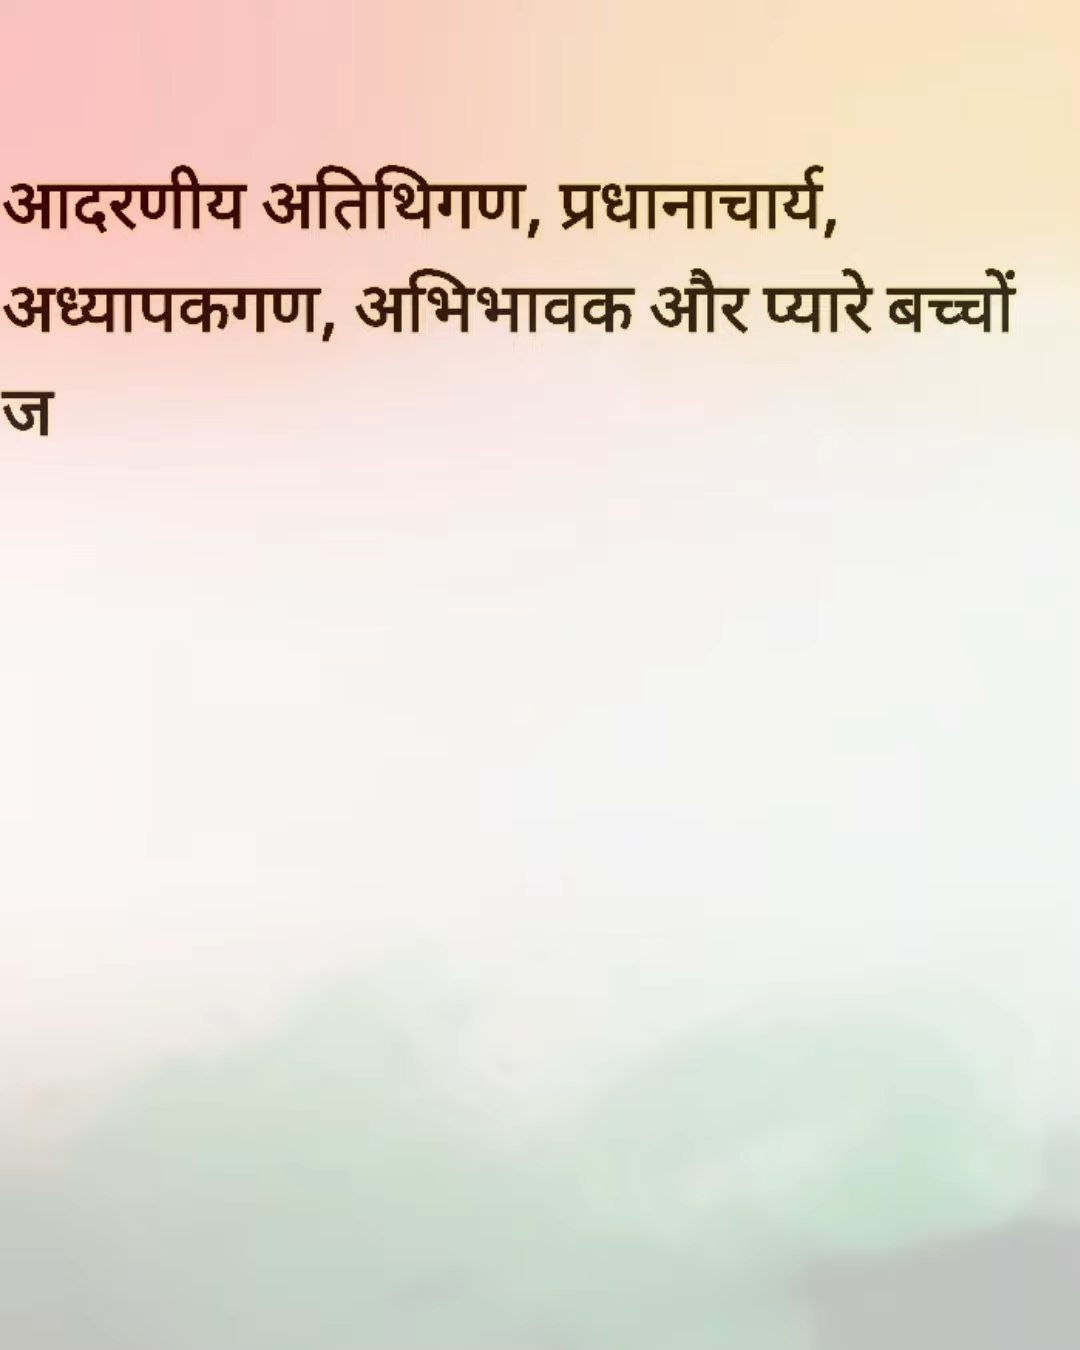 आदरणीय अतिथिगण, प्रधानाचार्य,
अध्यापकगण, अभिभावक और प्यारे बच्चों
ज